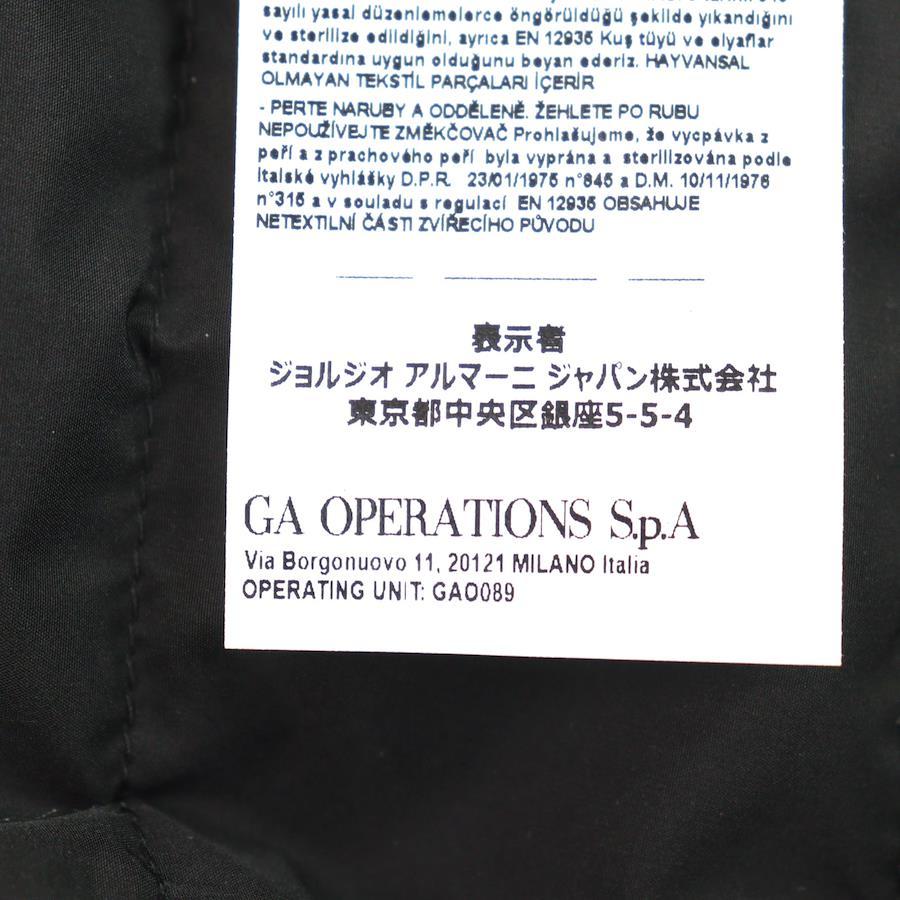 sayılı yasal düzenlemelerce öngörüldüğü şekilde yıkandığını
ve sterilize edildiğini, ayrıca EN 12935 Kuş tüyü ve elyaflar
standardına uygun olduğunu beyan ederiz. HAYVANSAL
OLMAYAN TEKSTİL PARÇALARI İÇERİR
- PERTE NARUBY A ODDĚLENĚ. ŽEHLETE PO RUBU
NEPOUŽÍVEJTE ZMĚKČOVAČ Prohlašujeme, že vycpávka z
peří a z prachového peří byla vyprána a sterilizována podle
italské vyhlášky D.P.R. 23/01/1975 n°845 a D.M. 10/11/1976
n°315 a v souladu s regulací EN 12935 OBSAHUJE
NETEXTILNÍ ČÁSTI ZVÍŘECÍHO PŮVODU
表示者
ジョルジオ アルマーニ ジャパン株式会社
東京都中央区銀座5-5-4
GA OPERATIONS S.p.A
Via Borgonuovo 11, 20121 MILANO Italia
OPERATING UNIT: GAO089